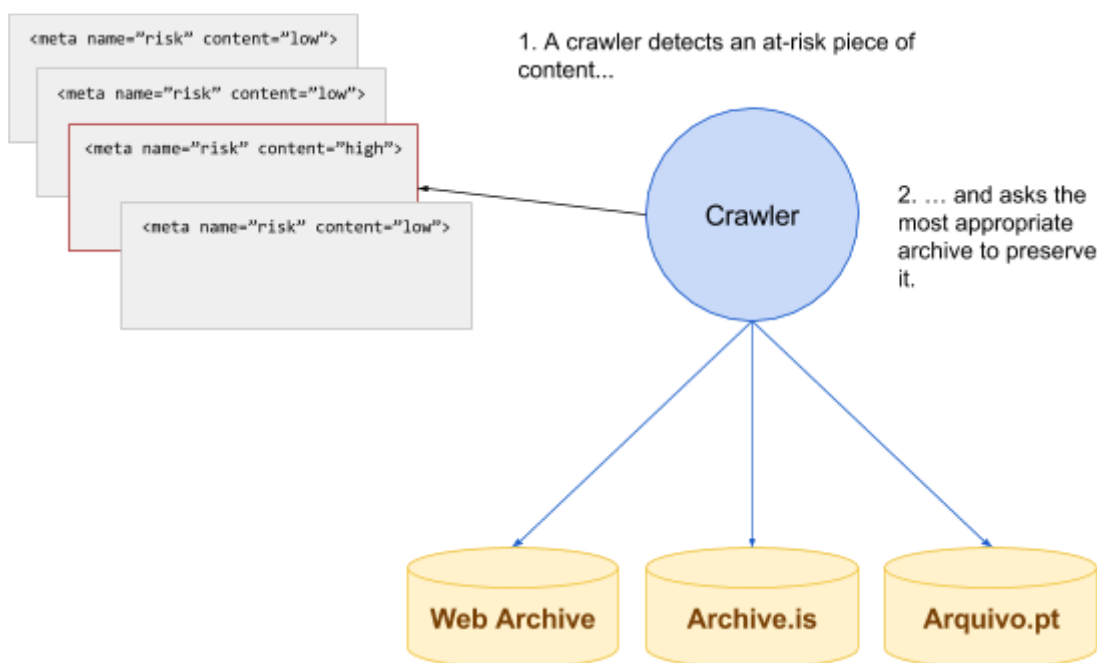 <meta name=”risk” content=”low”>
<meta name=”risk” content=”low”>
<meta name=”risk” content=”high”>
<meta name=”risk” content=”low”>
1. A crawler detects an at-risk piece of
content...
Crawler
2. … and asks the
most appropriate
archive to preserve
it.
Web Archive
Archive.is
Arquivo.pt